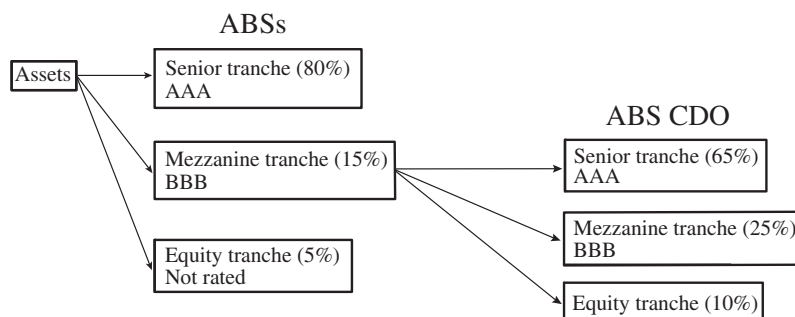 ABSs
Assets
Senior tranche (80%)
AAA
ABS CDO
Mezzanine tranche (15%)
BBB
Senior tranche (65%)
AAA
Mezzanine tranche (25%)
BBB
Equity tranche (5%)
Not rated
Equity tranche (10%)